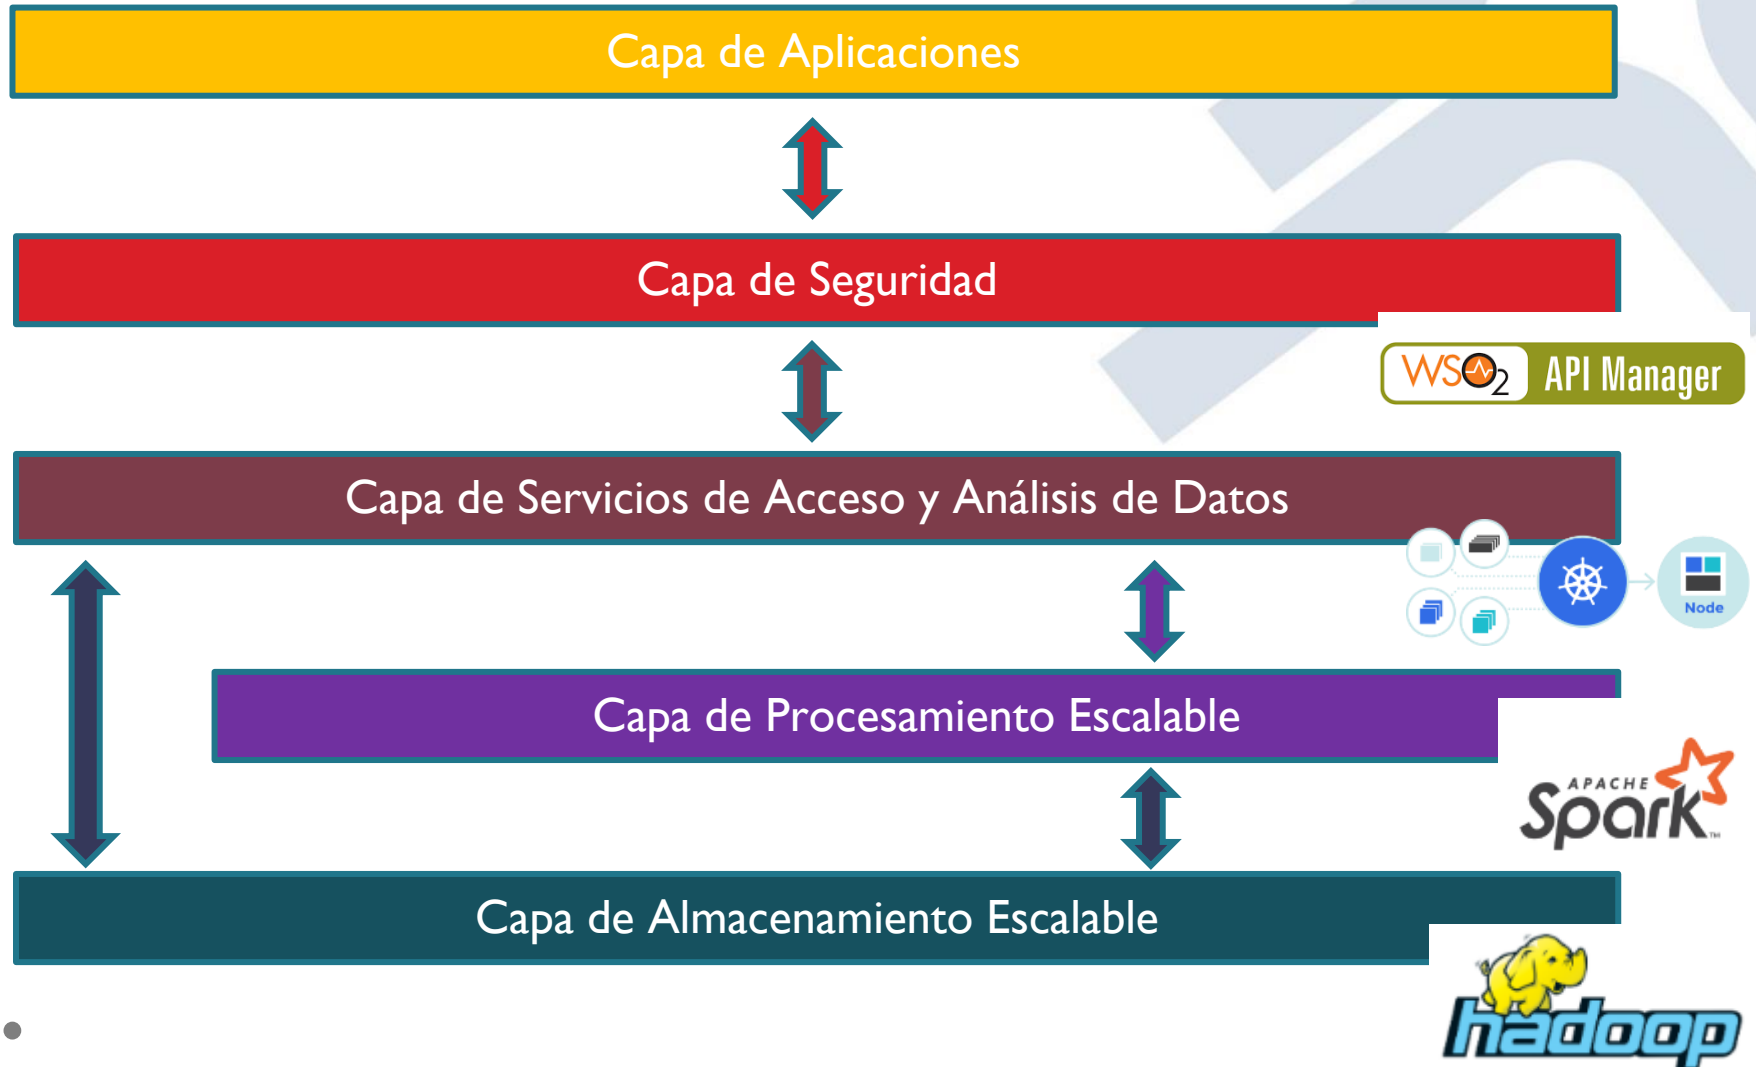 Capa de Aplicaciones
Capa de Seguridad
WSO2 API Manager
Capa de Servicios de Acceso y Análisis de Datos
Node
Capa de Procesamiento Escalable
APACHE
Spark™
Capa de Almacenamiento Escalable
hadoop